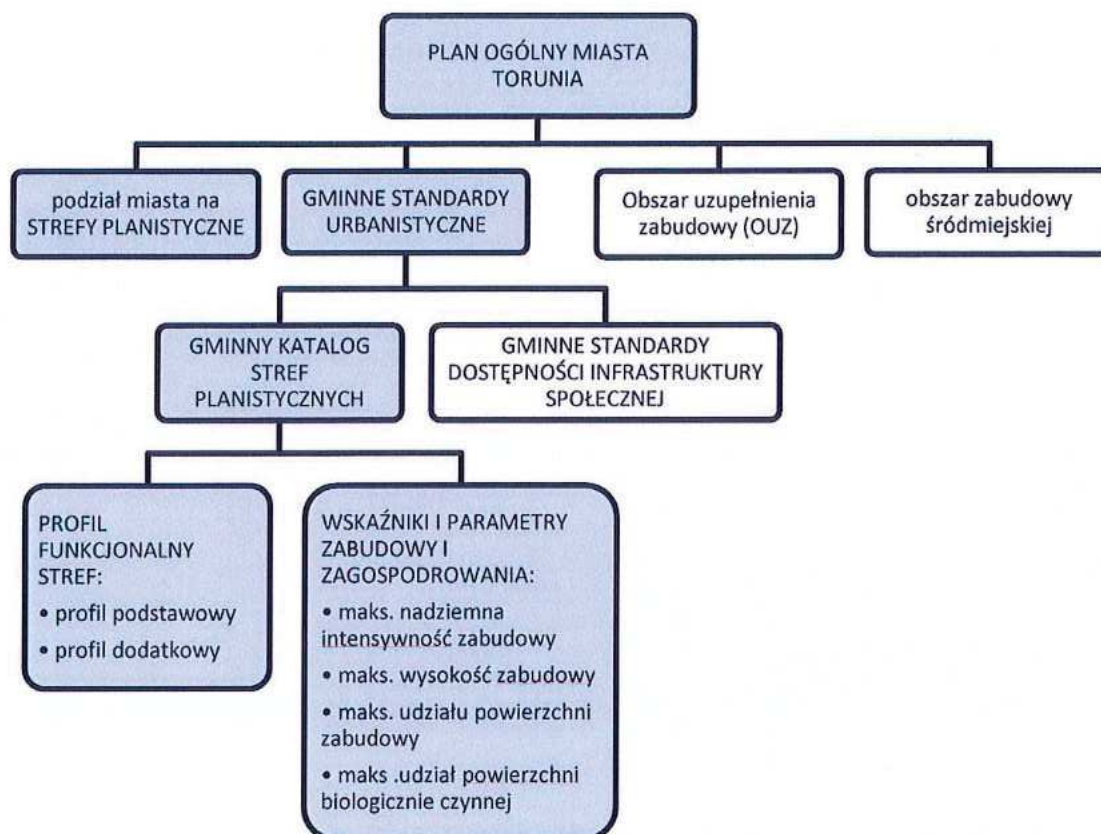 PLAN OGÓLNY MIASTA
TORUNIA
podział miasta na
STREFY PLANISTYCZNE
GMINNE STANDARDY
URBANISTYCZNE
Obszar uzupełnienia
zabudowy (OUZ)
obszar zabudowy
śródmiejskiej
GMINNY KATALOG
STREF
PLANISTYCZNYCH
GMINNE STANDARDY
DOSTĘPNOŚCI INFRASTRUKTURY
SPOŁECZNEJ
PROFIL
FUNKCJONALNY
STREF:
• profil podstawowy
• profil dodatkowy
WSKAŹNIKI I PARAMETRY
ZABUDOWY I
ZAGOSPODROWANIA:
• maks. nadziemna
intensywność zabudowy
• maks. wysokość zabudowy
• maks. udziału powierzchni
zabudowy
• maks .udział powierzchni
biologicznie czynnej